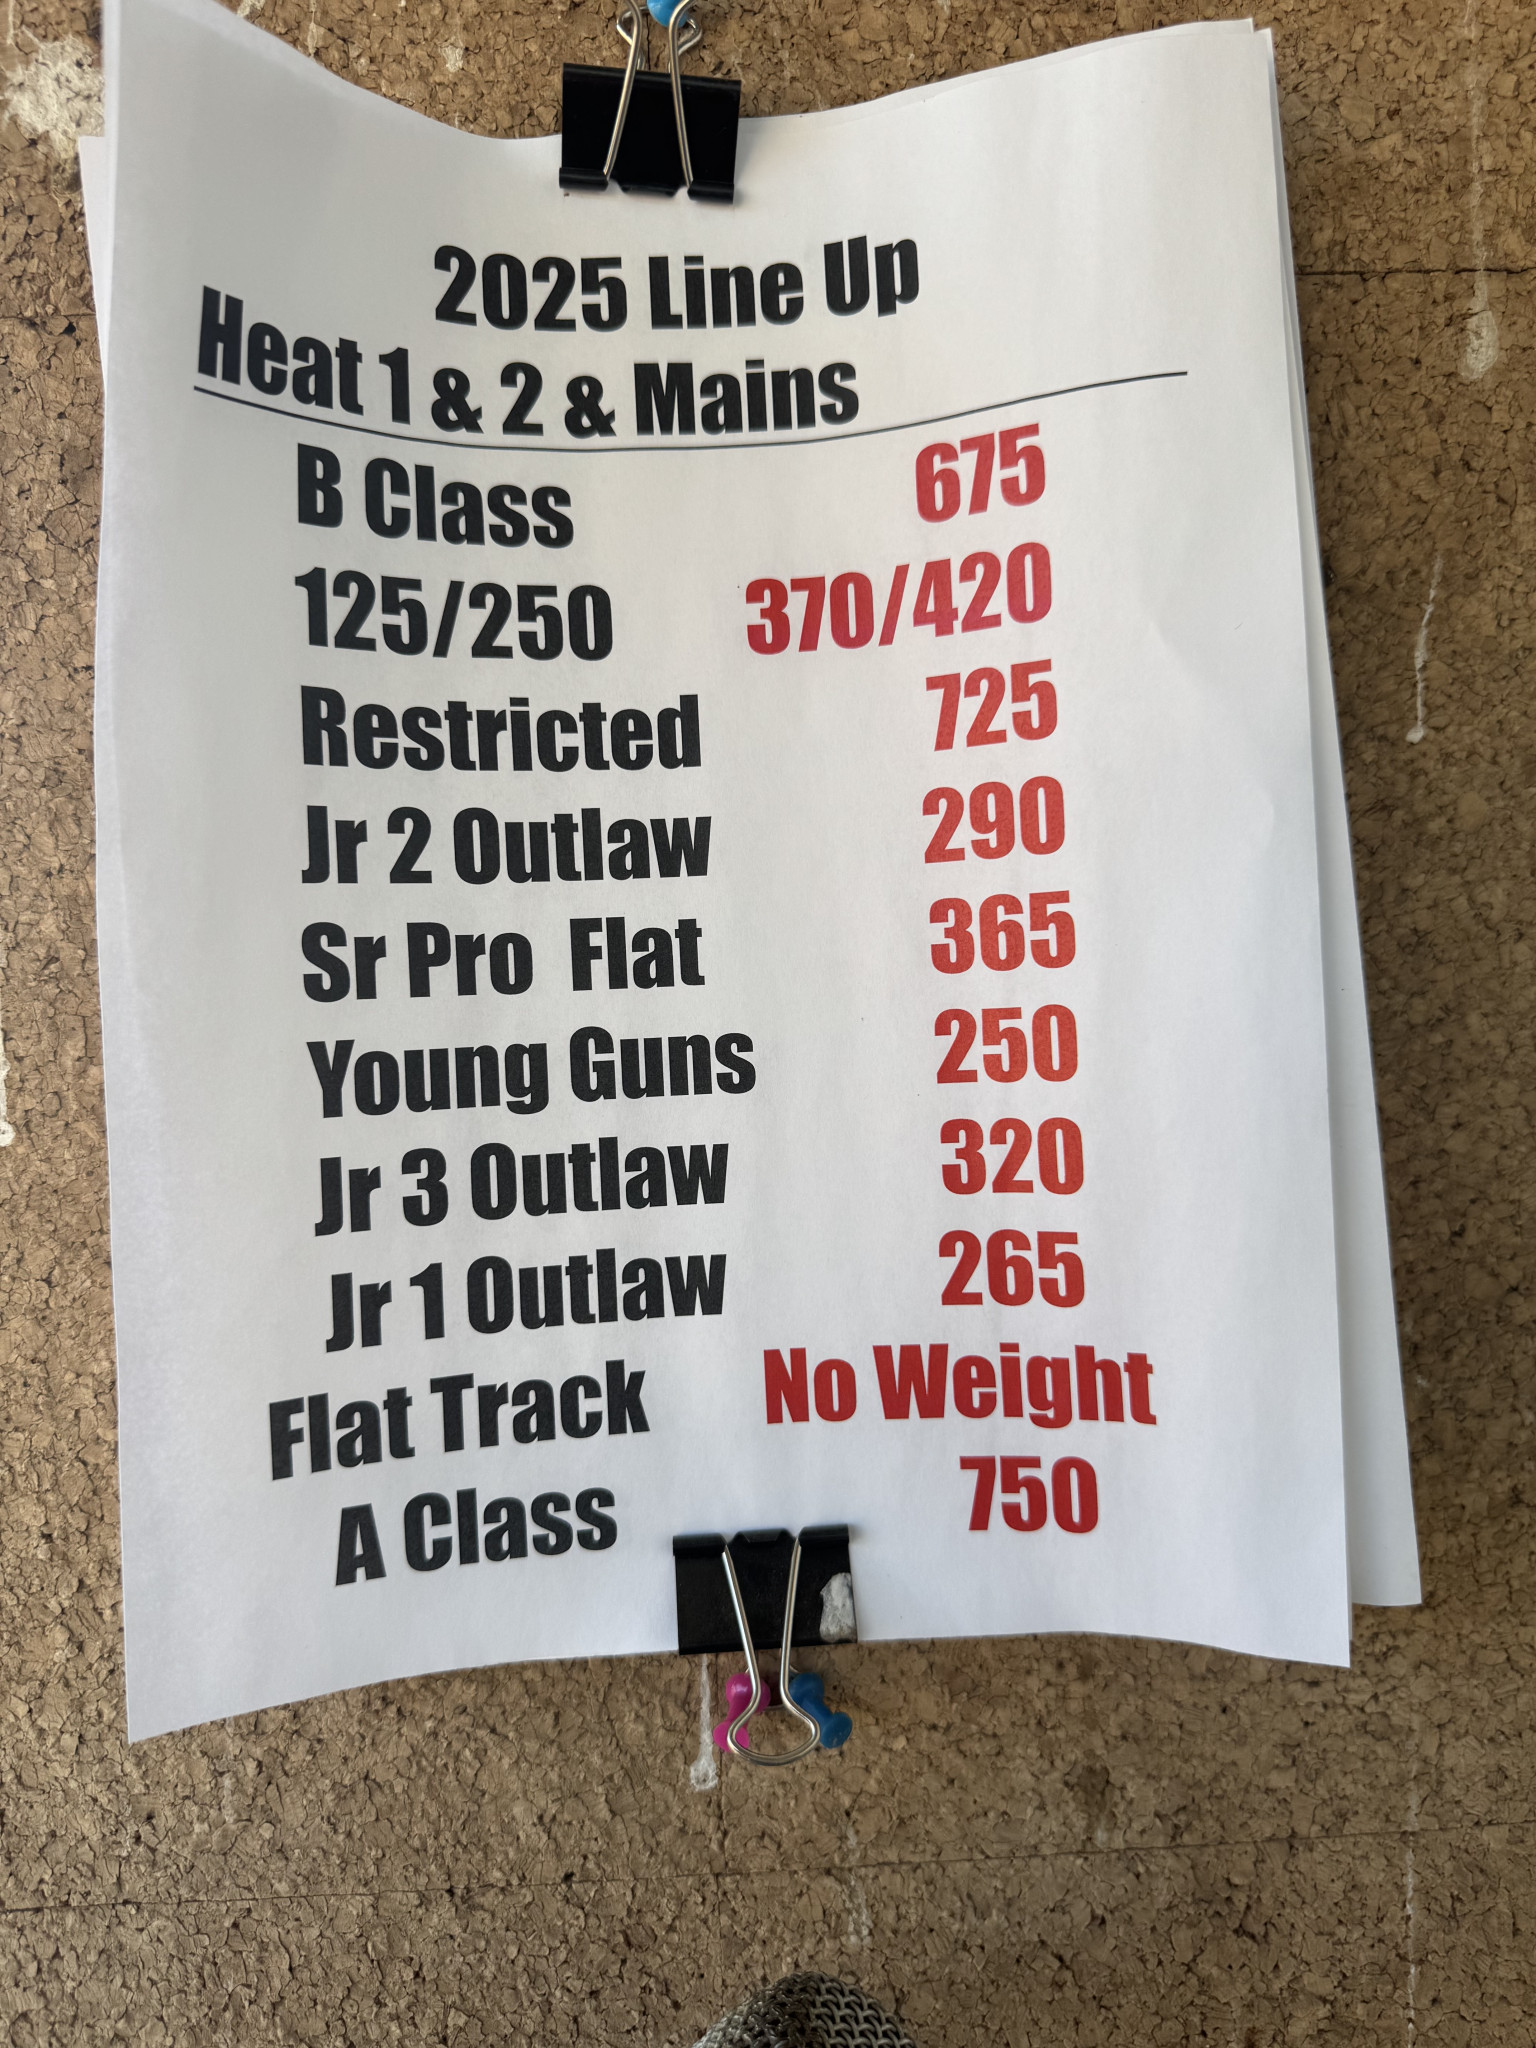 2025 Line Up
Heat 1 & 2 & Mains
B Class 675
125/250 370/420
Restricted 725
Jr 2 Outlaw 290
Sr Pro Flat 365
Young Guns 250
Jr 3 Outlaw 320
Jr 1 Outlaw 265
Flat Track No Weight
A Class 750